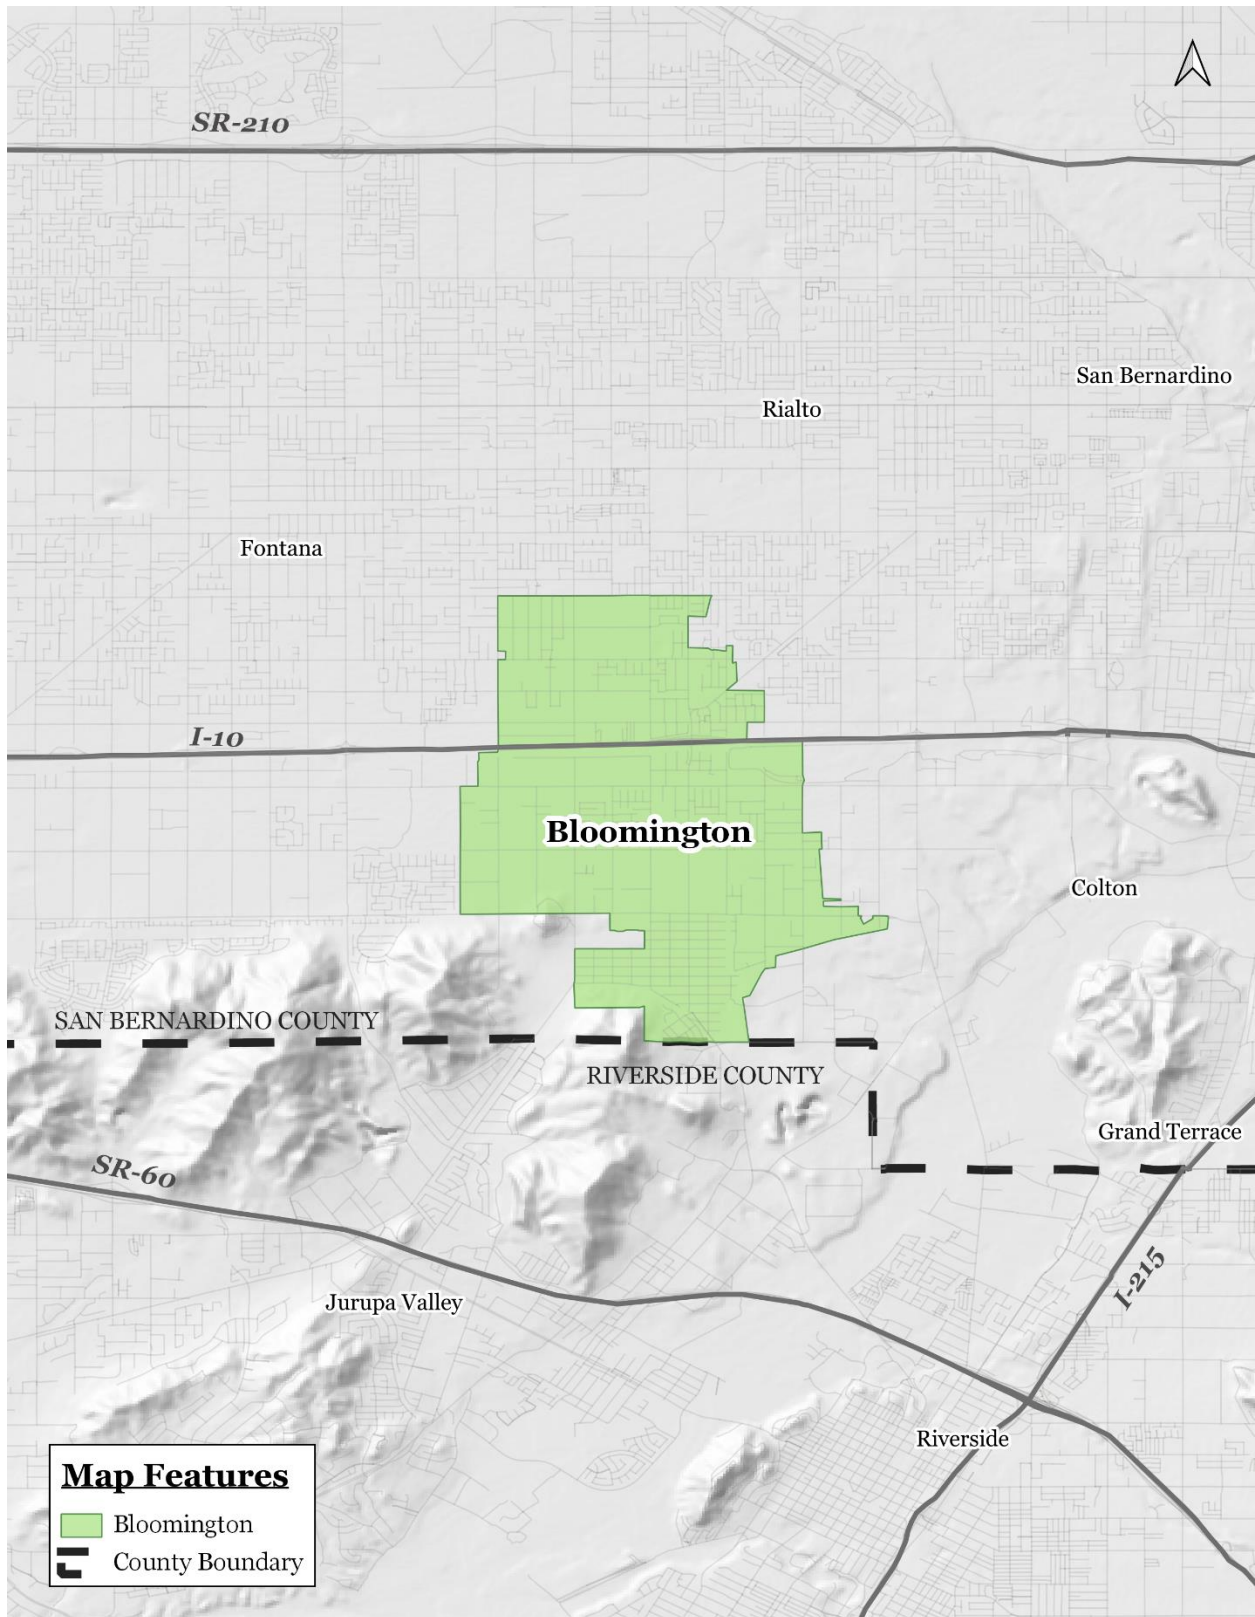 SR-210
San Bernardino
Rialto
Fontana
I-10
Bloomington
Colton
SAN BERNARDINO COUNTY
RIVERSIDE COUNTY
Grand Terrace
SR-60
I-215
Jurupa Valley
Riverside
Map Features
Bloomington
County Boundary